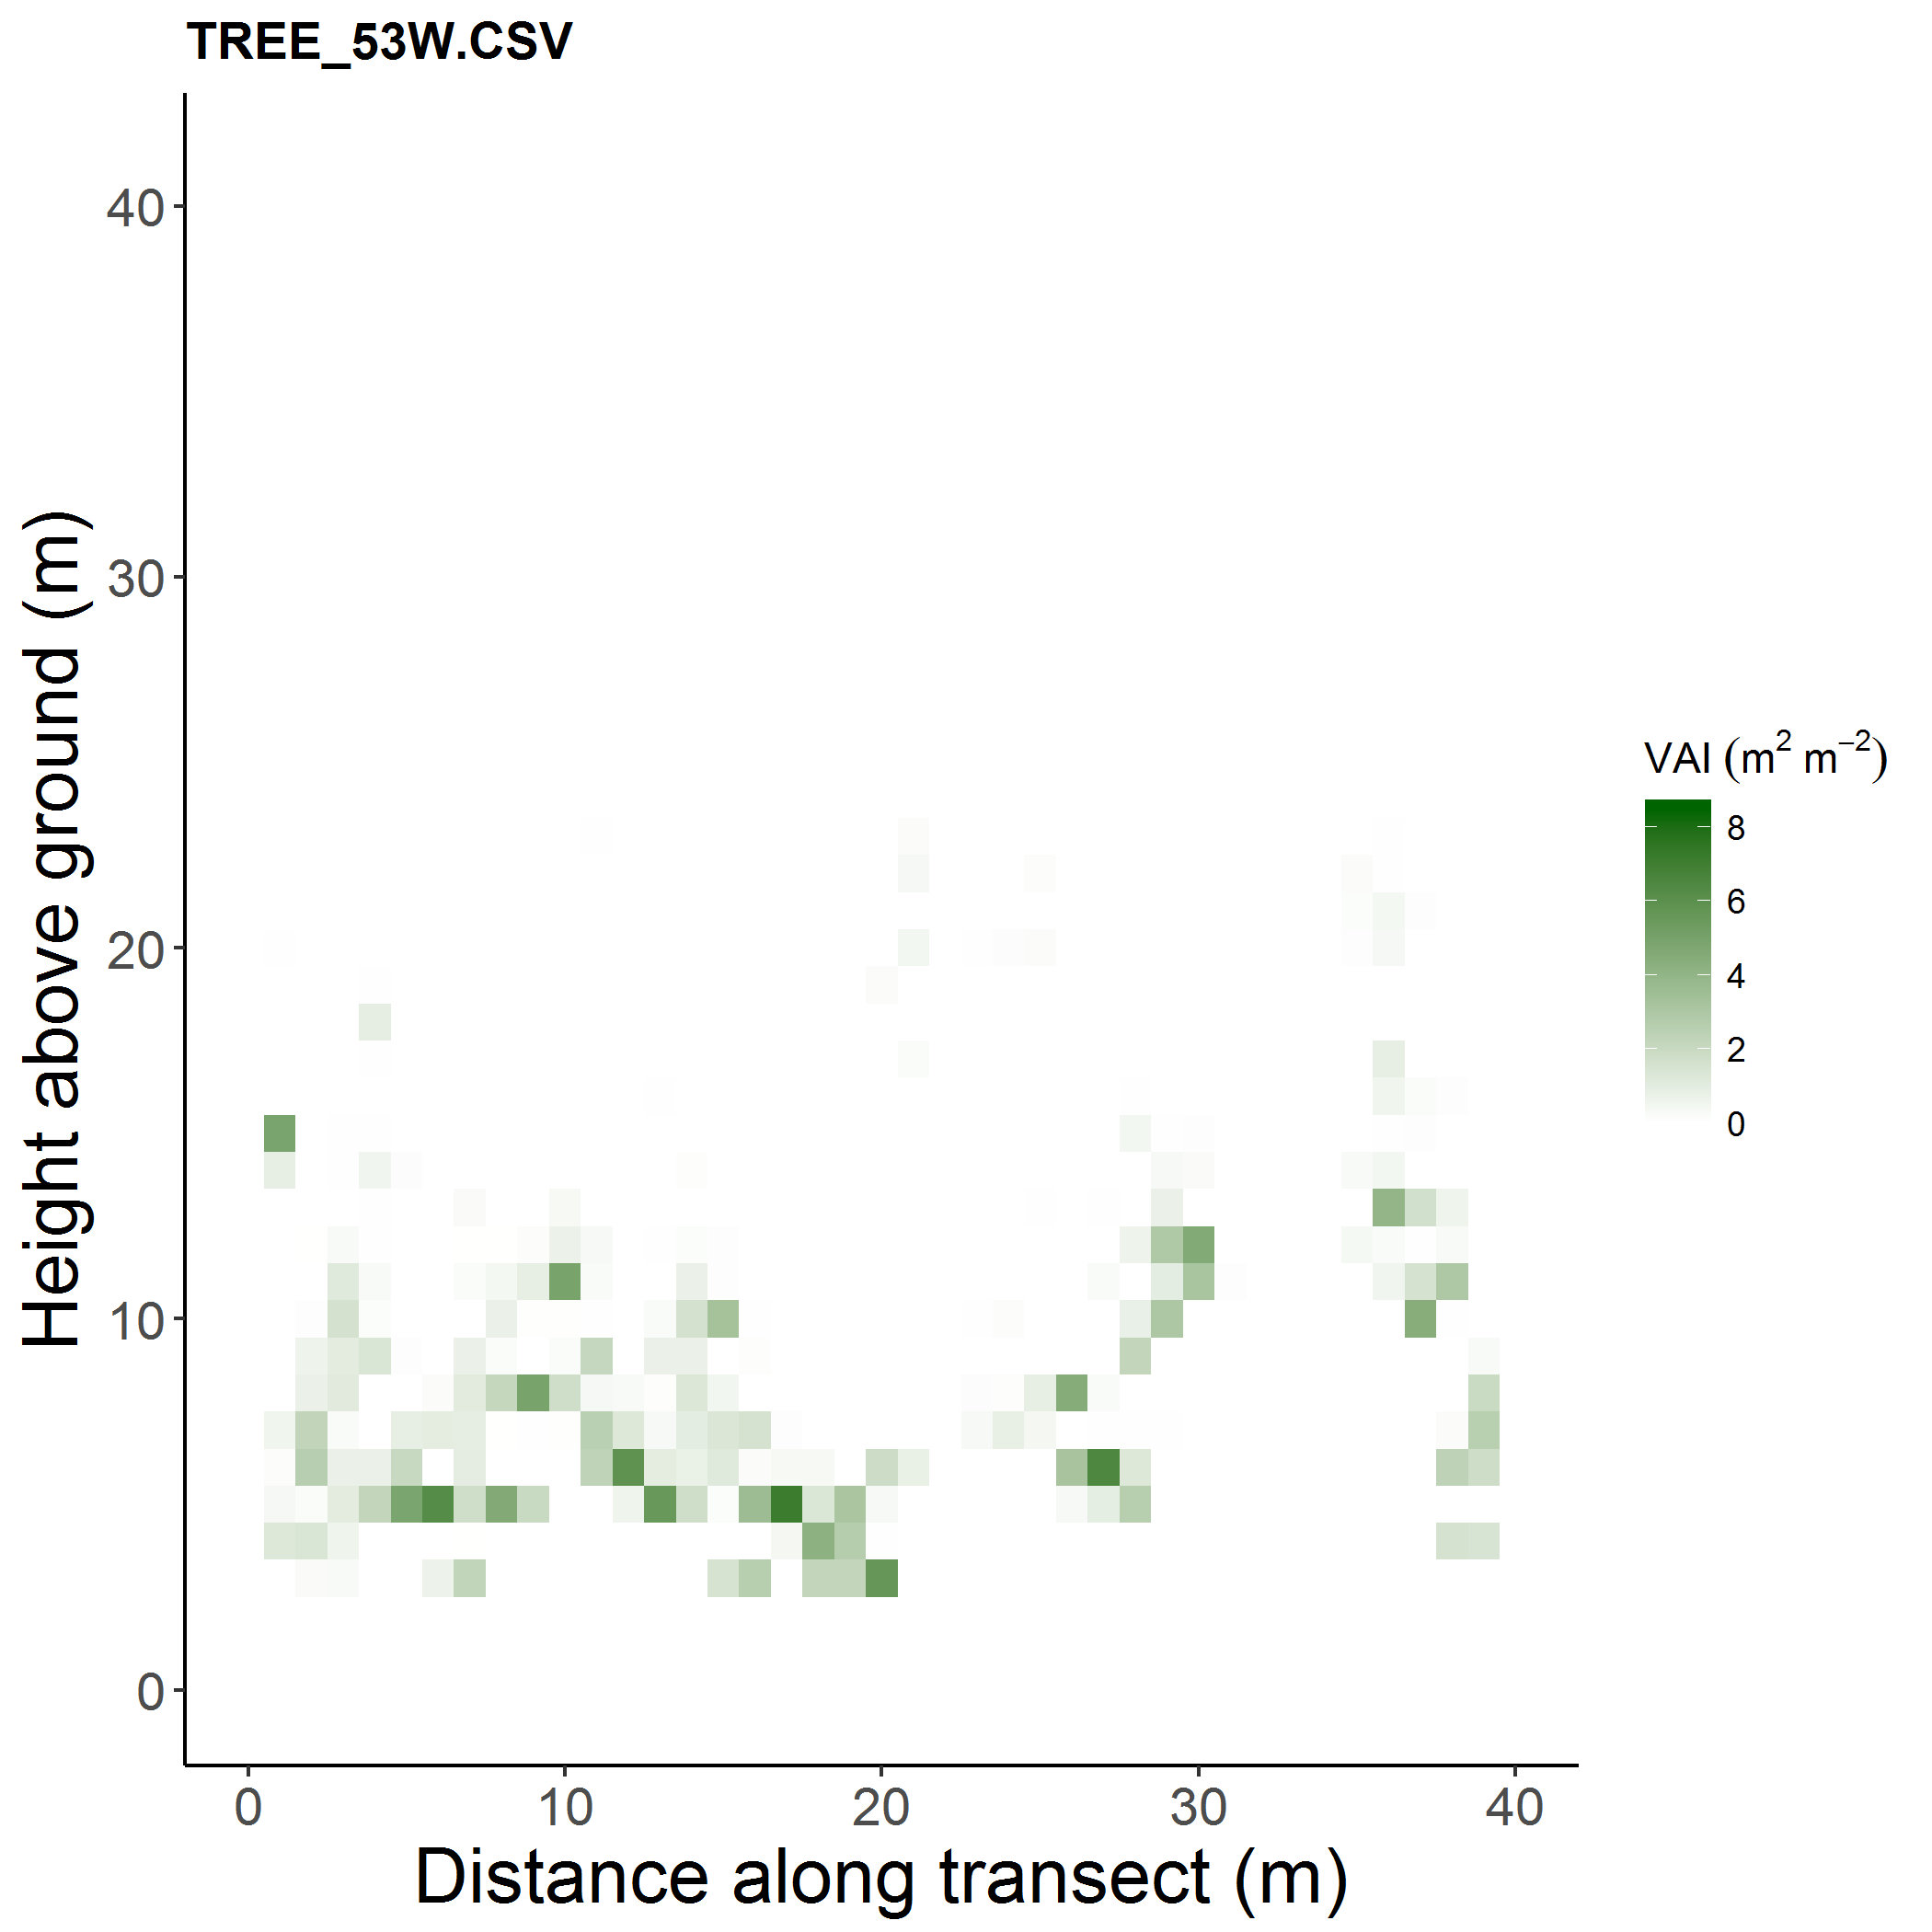 TREE_53W.CSV
Height above ground (m)
40
30
20
10
0
0 10 20 30 40
Distance along transect (m)
VAI (m² m⁻²)
8
6
4
2
0